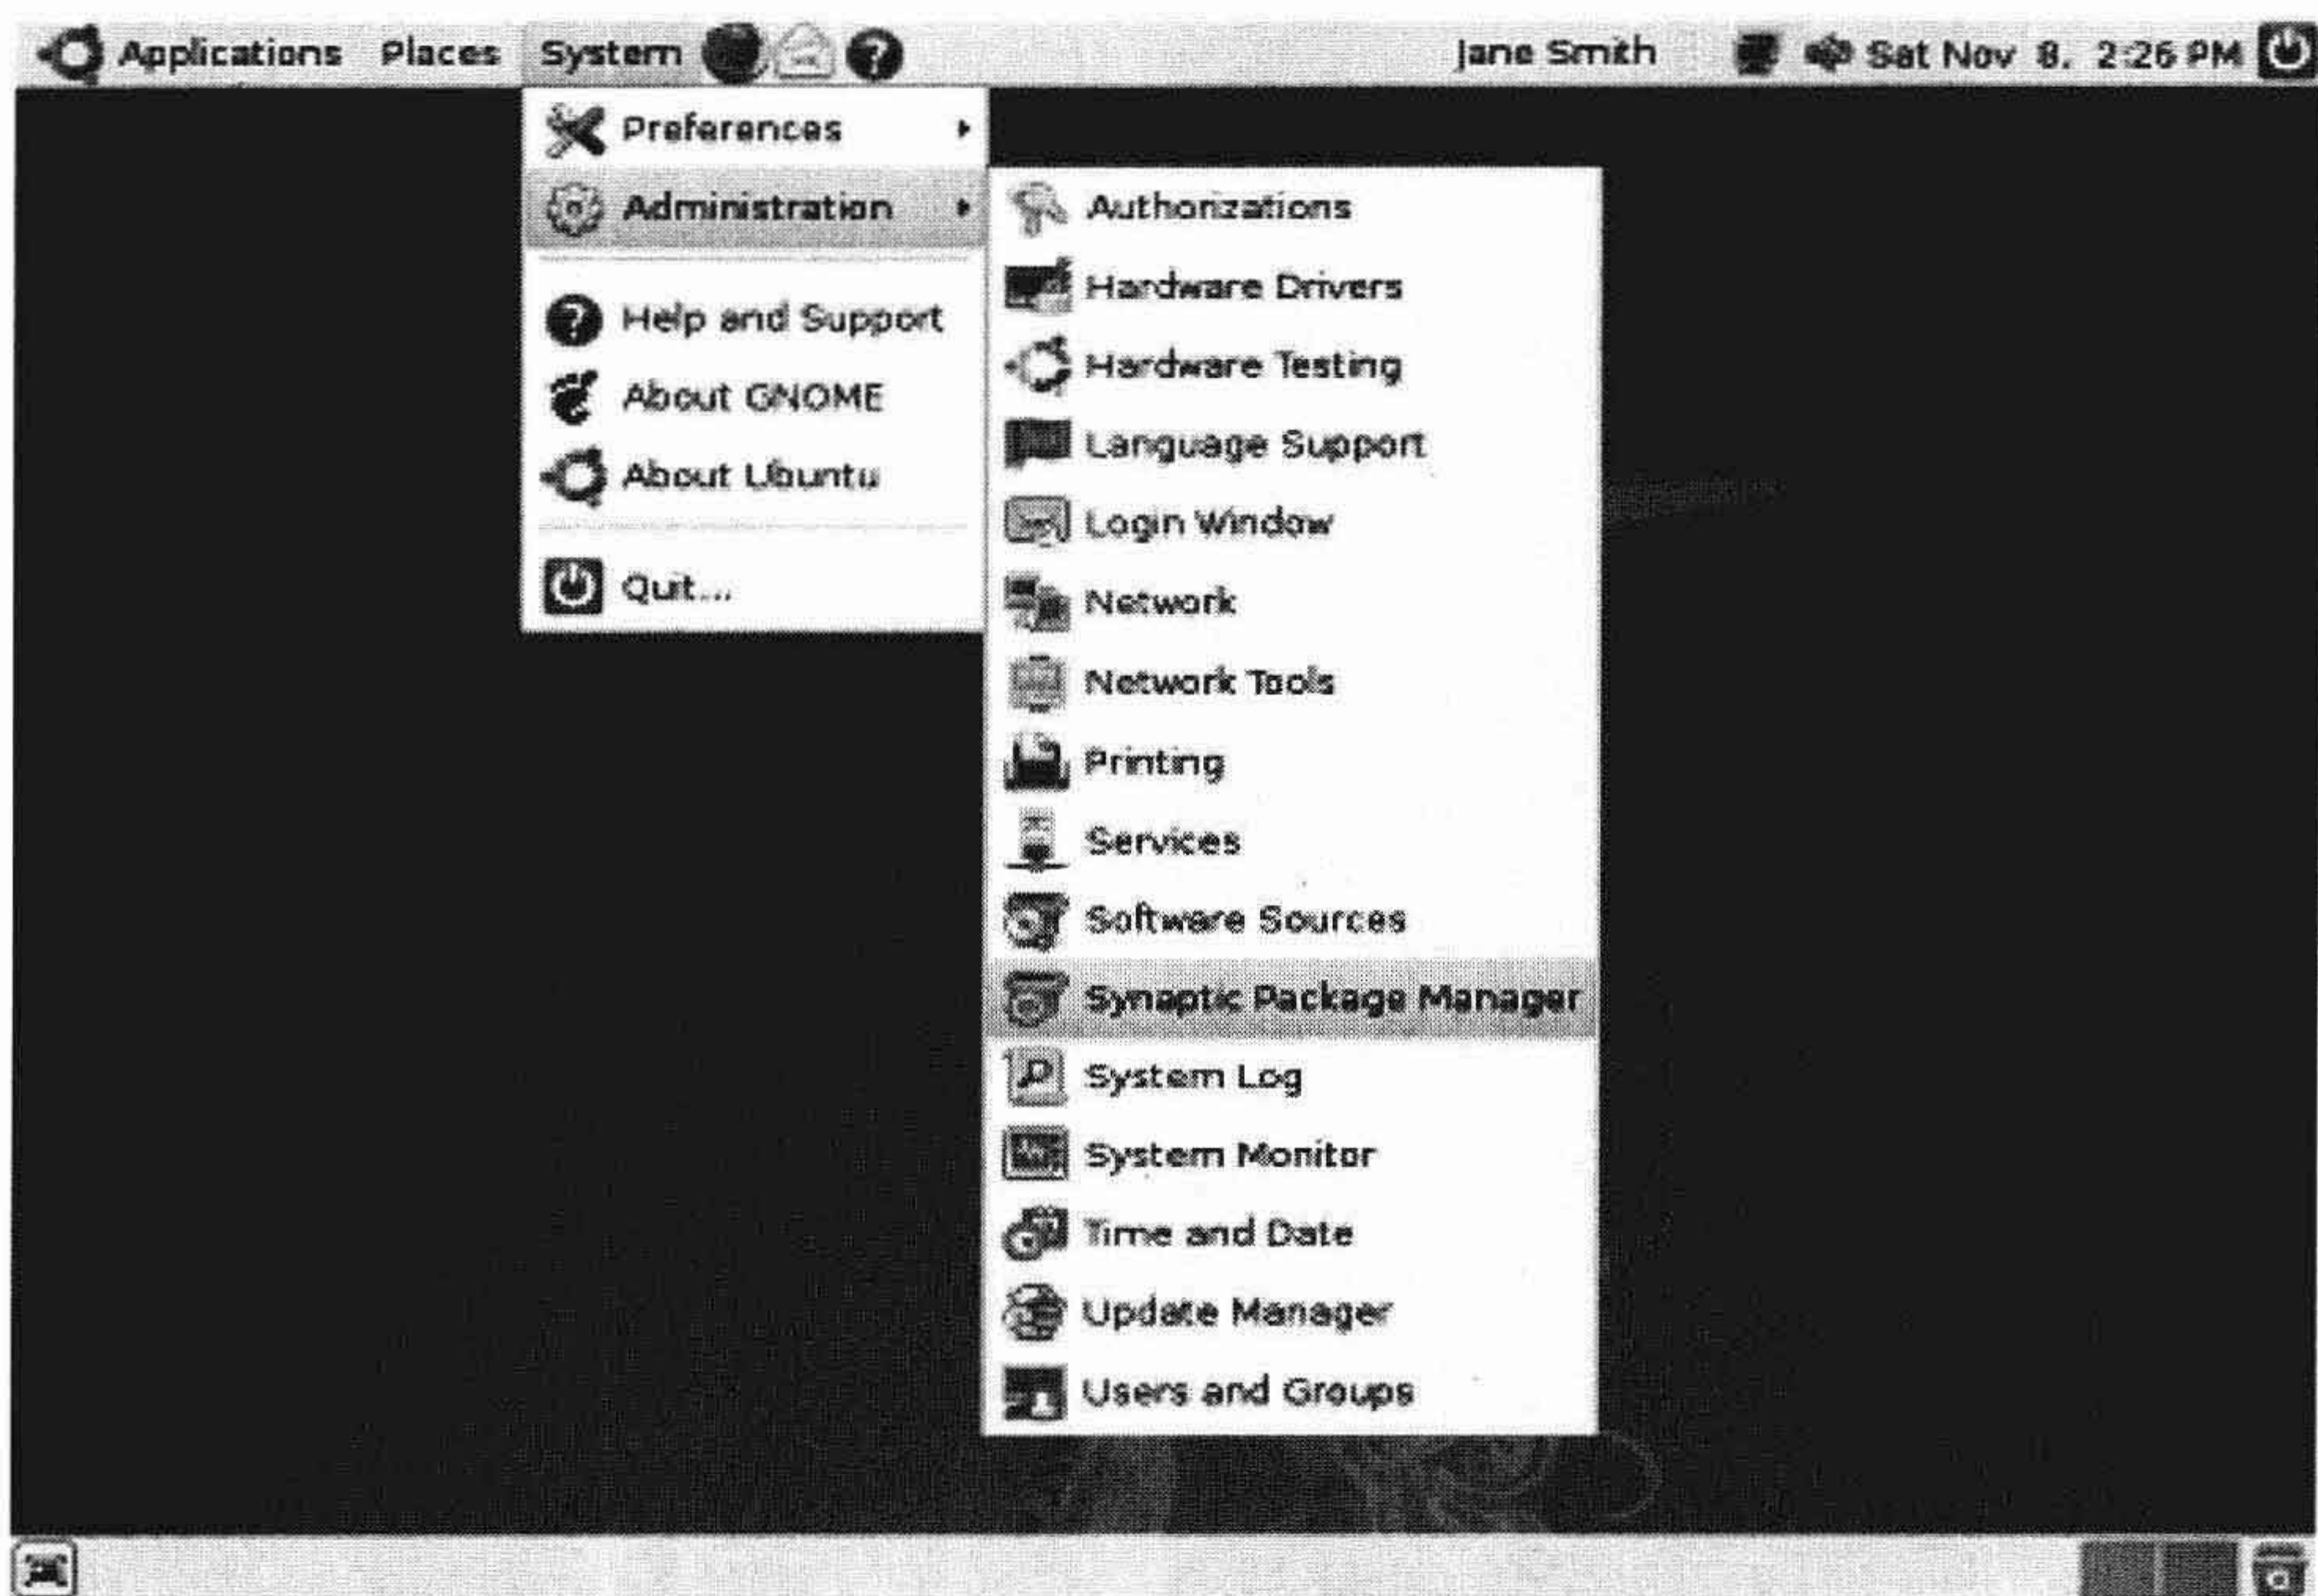 Applications Places System Jane Smith Sat Nov 8, 2:26 PM
Preferences
Administration
Help and Support
About GNOME
About Ubuntu
Quit...
Authorizations
Hardware Drivers
Hardware Testing
Language Support
Login Window
Network
Network Tools
Printing
Services
Software Sources
Synaptic Package Manager
System Log
System Monitor
Time and Date
Update Manager
Users and Groups